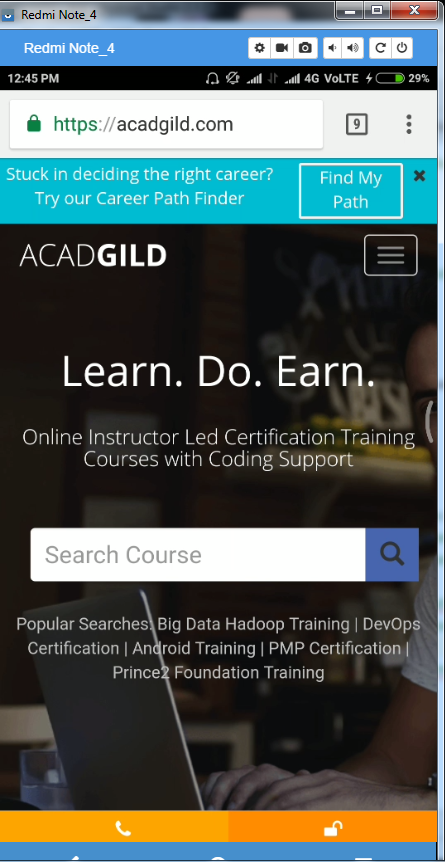 Redmi Note_4
Redmi Note_4
12:45 PM 4G VoLTE 29%
https://acadgild.com 9
Stuck in deciding the right career?
Try our Career Path Finder
Find My
Path
ACADGILD
Learn. Do. Earn.
Online Instructor Led Certification Training
Courses with Coding Support
Search Course
Popular Searches: Big Data Hadoop Training | DevOps
Certification | Android Training | PMP Certification |
Prince2 Foundation Training